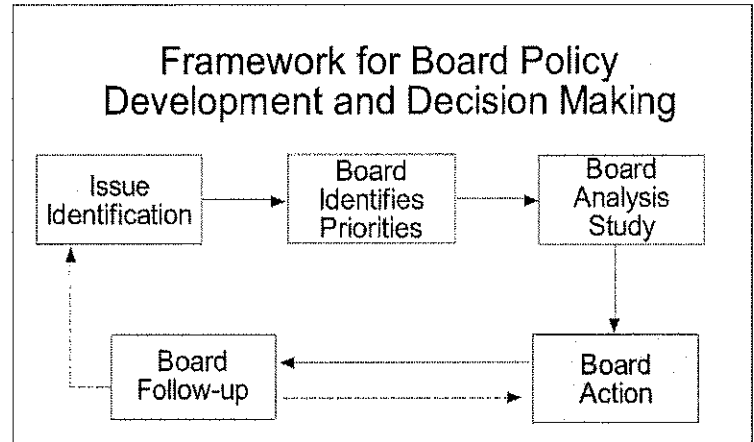 Framework for Board Policy
Development and Decision Making
Issue
Identification
Board
Identifies
Priorities
Board
Analysis
Study
Board
Follow-up
Board
Action